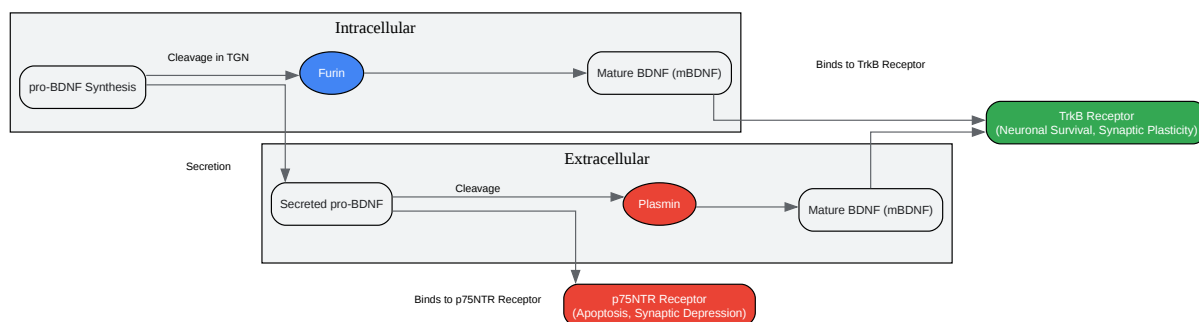 Intracellular
Cleavage in TGN
pro-BDNF Synthesis
Furin
Mature BDNF (mBDNF)
Binds to TrkB Receptor
TrkB Receptor
(Neuronal Survival, Synaptic Plasticity)
Secretion
Extracellular
Secreted pro-BDNF
Cleavage
Plasmin
Mature BDNF (mBDNF)
Binds to p75NTR Receptor
p75NTR Receptor
(Apoptosis, Synaptic Depression)